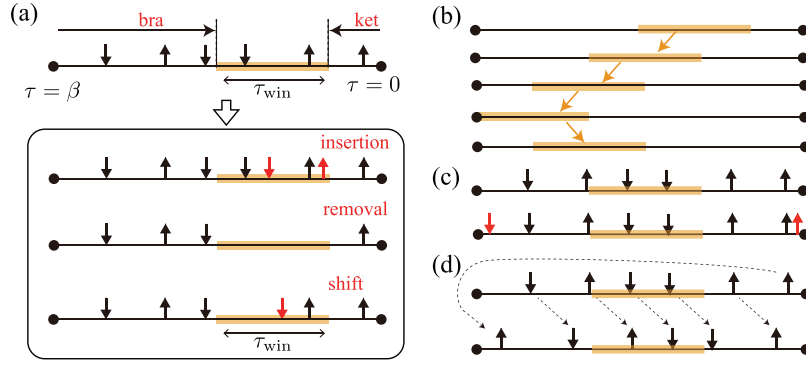 (a)
bra
ket
τ = β
τ_win
τ = 0
insertion
removal
shift
τ_win
(b)
(c)
(d)